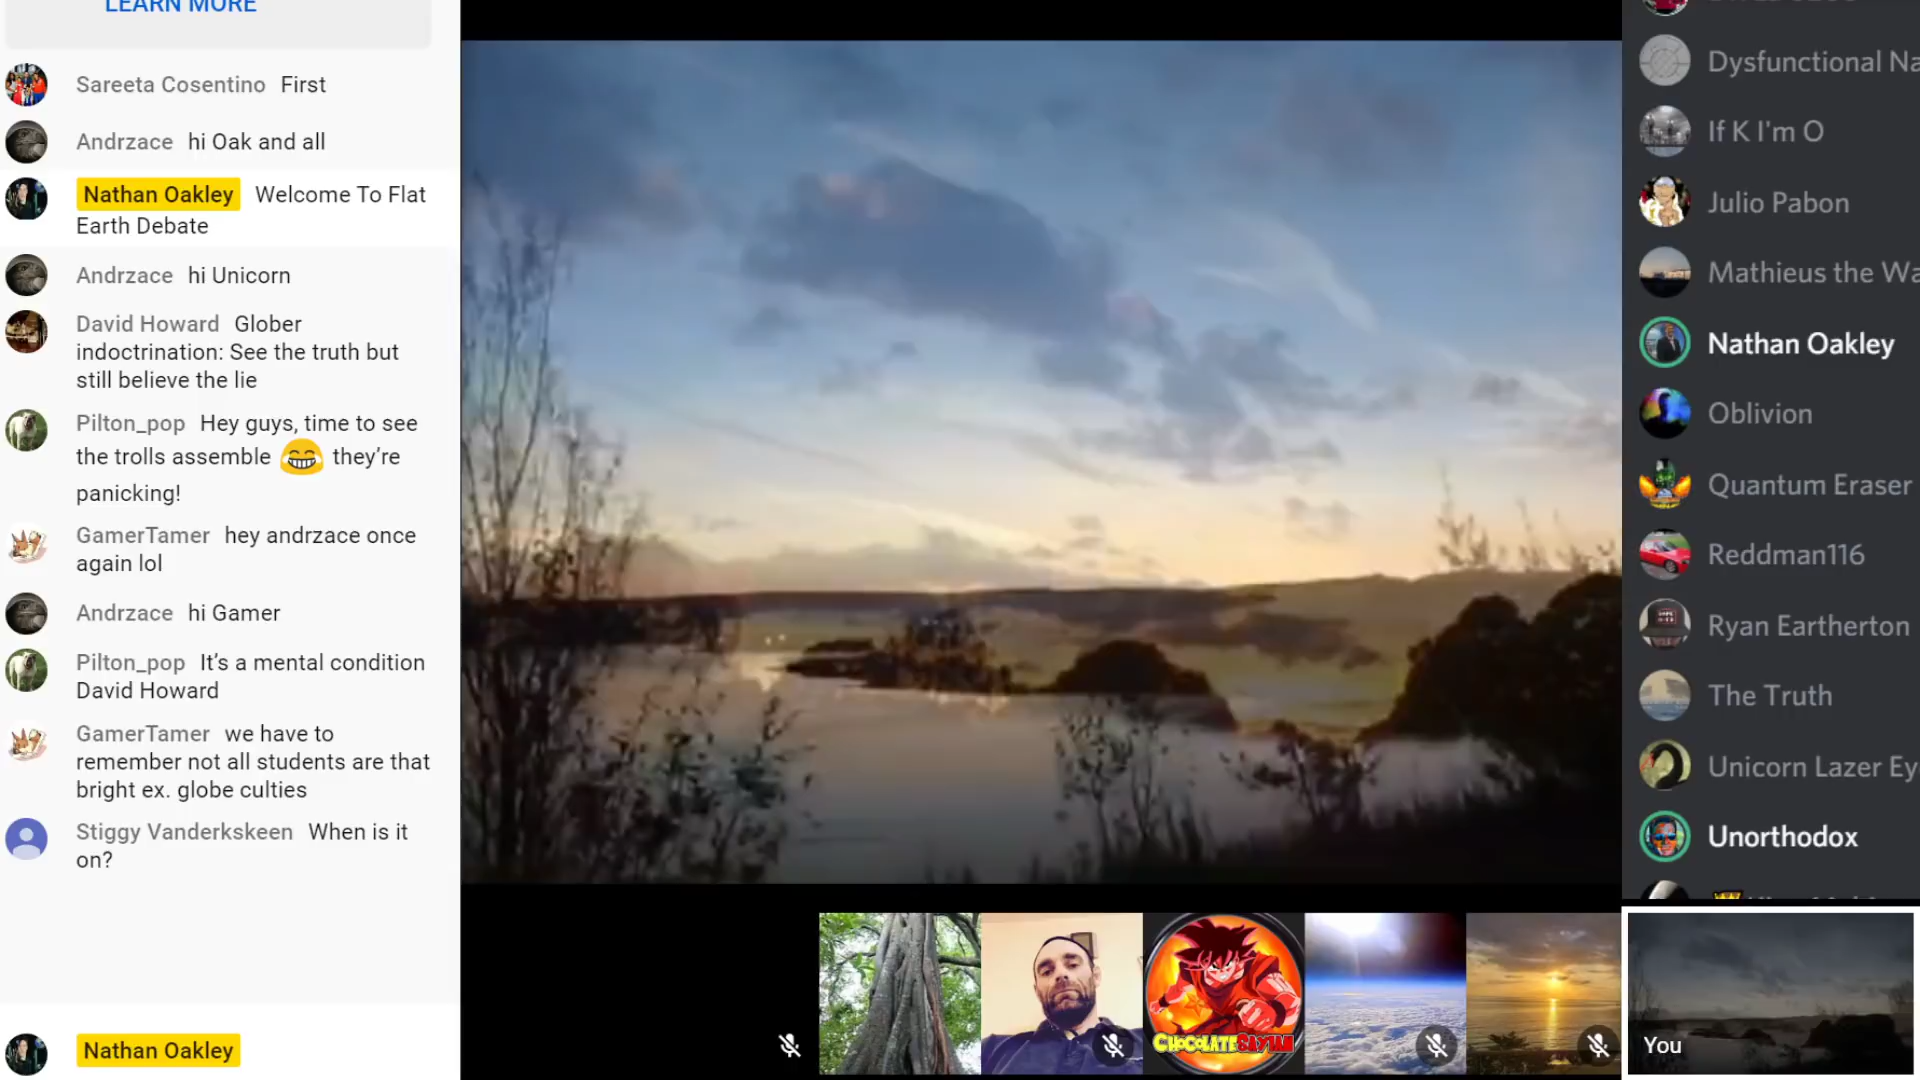 LEARN MORE
Sareeta Cosentino First
Andrzace hi Oak and all
Nathan Oakley Welcome To Flat
Earth Debate
Andrzace hi Unicorn
David Howard Glober
indoctrination: See the truth but
still believe the lie
Pilton_pop Hey guys, time to see
the trolls assemble 😂 they’re
panicking!
GamerTamer hey andrzace once
again lol
Andrzace hi Gamer
Pilton_pop It’s a mental condition
David Howard
GamerTamer we have to
remember not all students are that
bright ex. globe culties
Stiggy Vanderkskeen When is it
on?
Nathan Oakley
CHOCOLATE SAYIAN
Dysfunctional Na
If K I'm O
Julio Pabon
Mathieus the Wa
Nathan Oakley
Oblivion
Quantum Eraser
Reddman116
Ryan Eartherton
The Truth
Unicorn Lazer Ey
Unorthodox
You